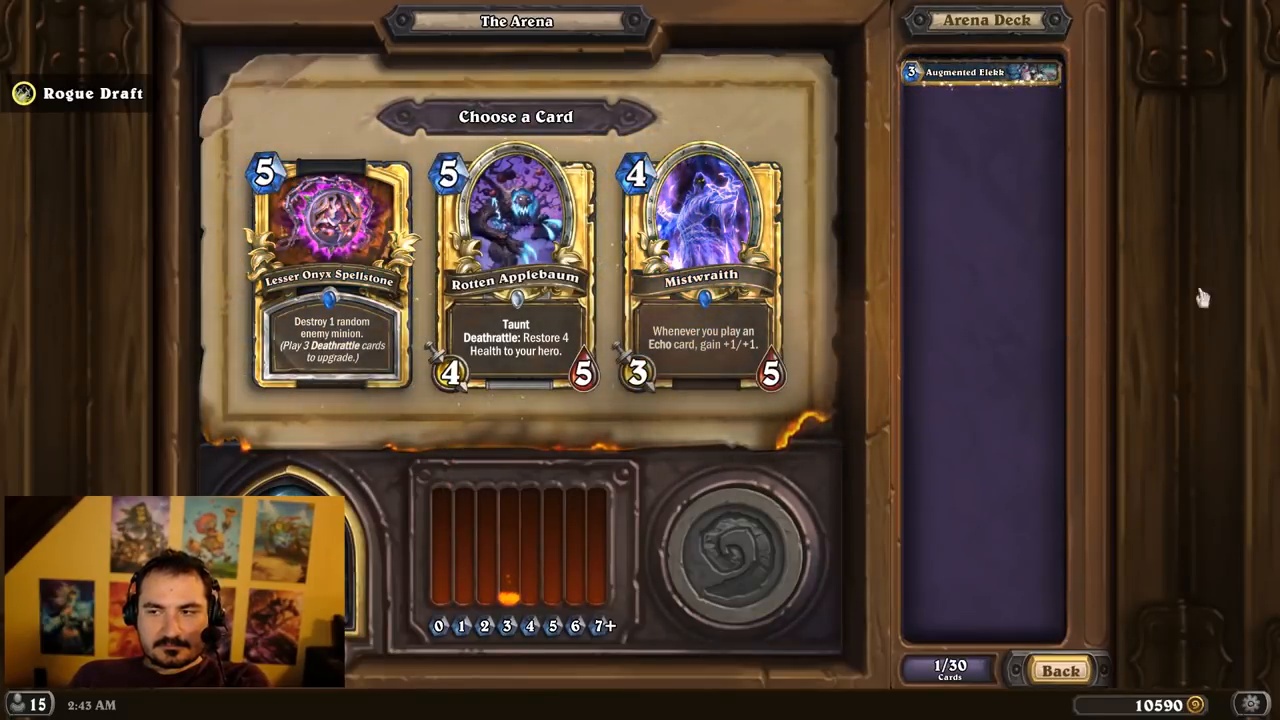 The Arena
Arena Deck
Rogue Draft
3 Augmented Elekk
Choose a Card
5
Lesser Onyx Spellstone
Destroy 1 random
enemy minion.
(Play 3 Deathrattle cards
to upgrade.)
5
Rotten Applebaum
Taunt
Deathrattle: Restore 4
Health to your hero.
4 5
4
Mistwraith
Whenever you play an
Echo card, gain +1/+1.
3 5
0 1 2 3 4 5 6 7+
1/30
Cards
Back
15 2:43 AM
10590